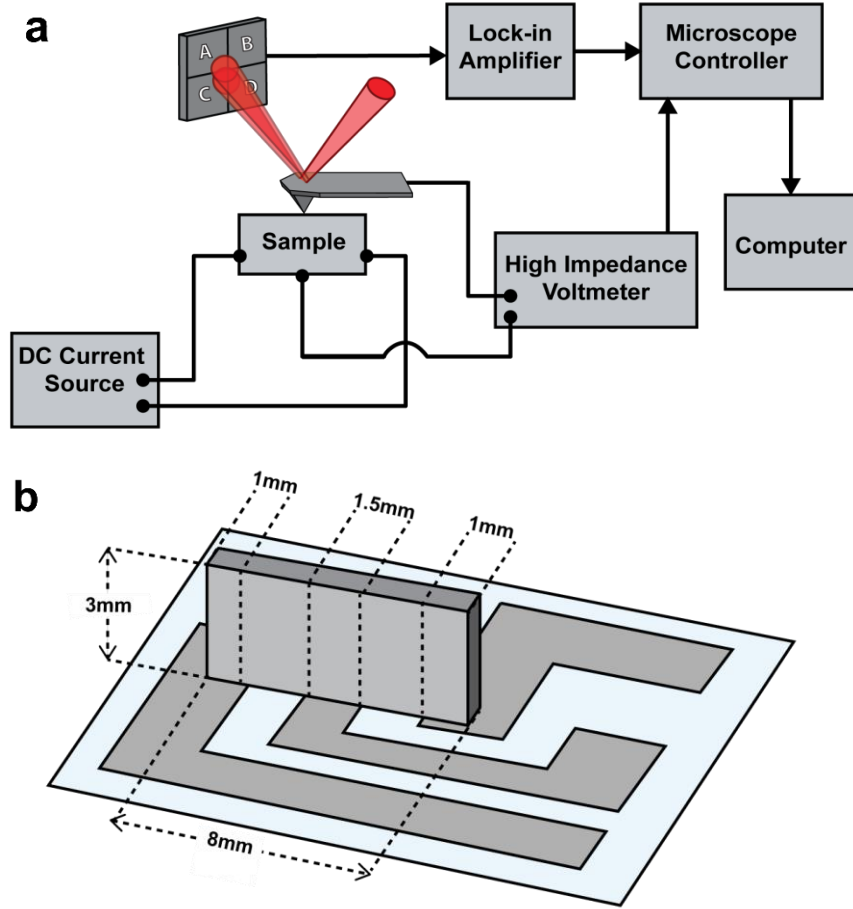 a
A B
C D
Lock-in
Amplifier
Microscope
Controller
Sample
High Impedance
Voltmeter
Computer
DC Current
Source
b
1mm
1.5mm
1mm
3mm
8mm